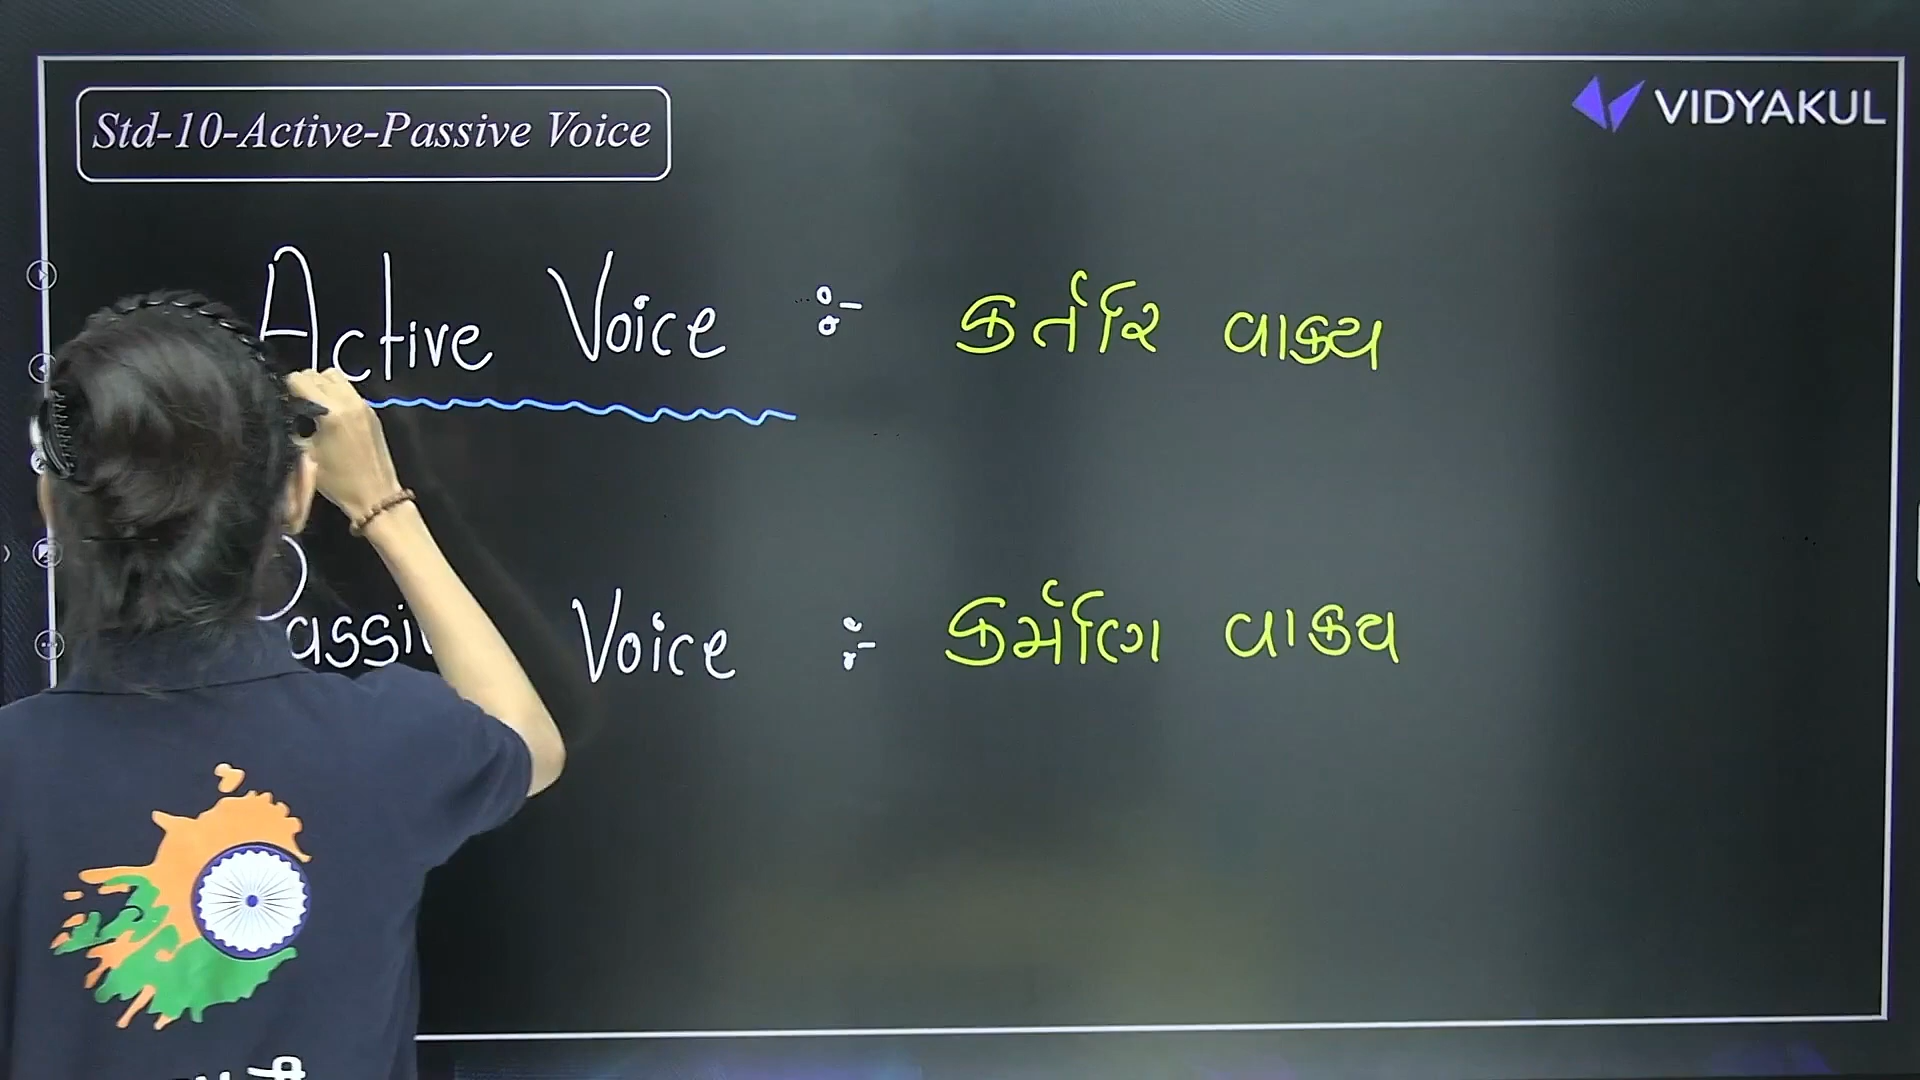 Std-10-Active-Passive Voice
VIDYAKUL
Active Voice :- કર્તરિ વાક્ય
Voice :- કર્મણિ વાક્ય